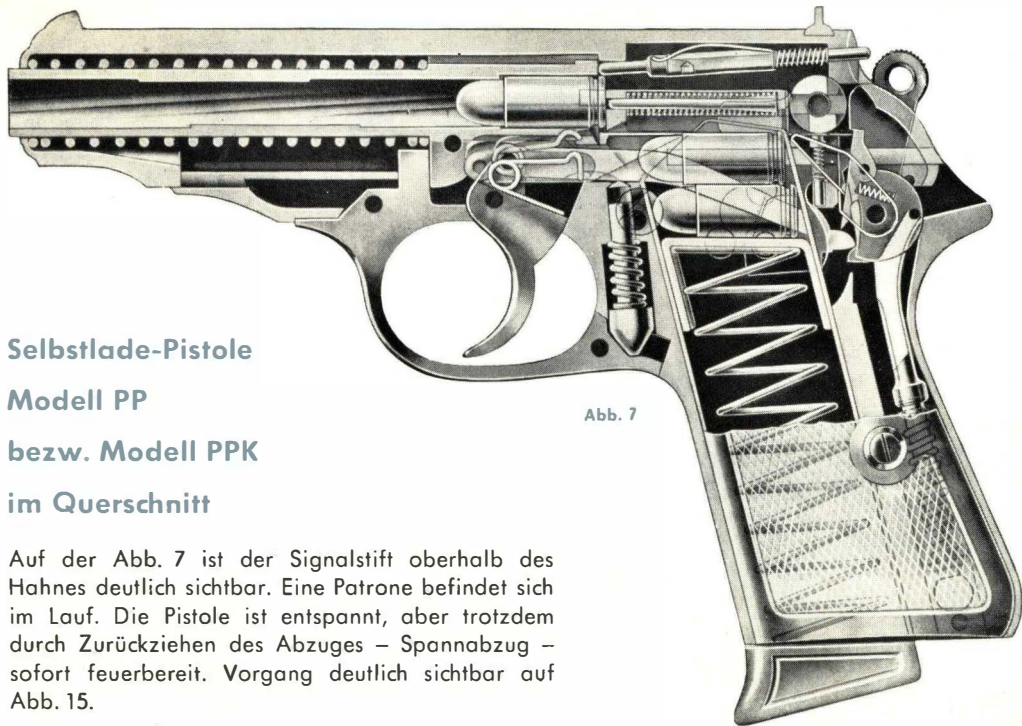 Selbstlade-Pistole
Modell PP
bezw. Modell PPK
im Querschnitt
Abb. 7
Auf der Abb. 7 ist der Signalstift oberhalb des
Hahnes deutlich sichtbar. Eine Patrone befindet sich
im Lauf. Die Pistole ist entspannt, aber trotzdem
durch Zurückziehen des Abzuges – Spannabzug –
sofort feuerbereit. Vorgang deutlich sichtbar auf
Abb. 15.